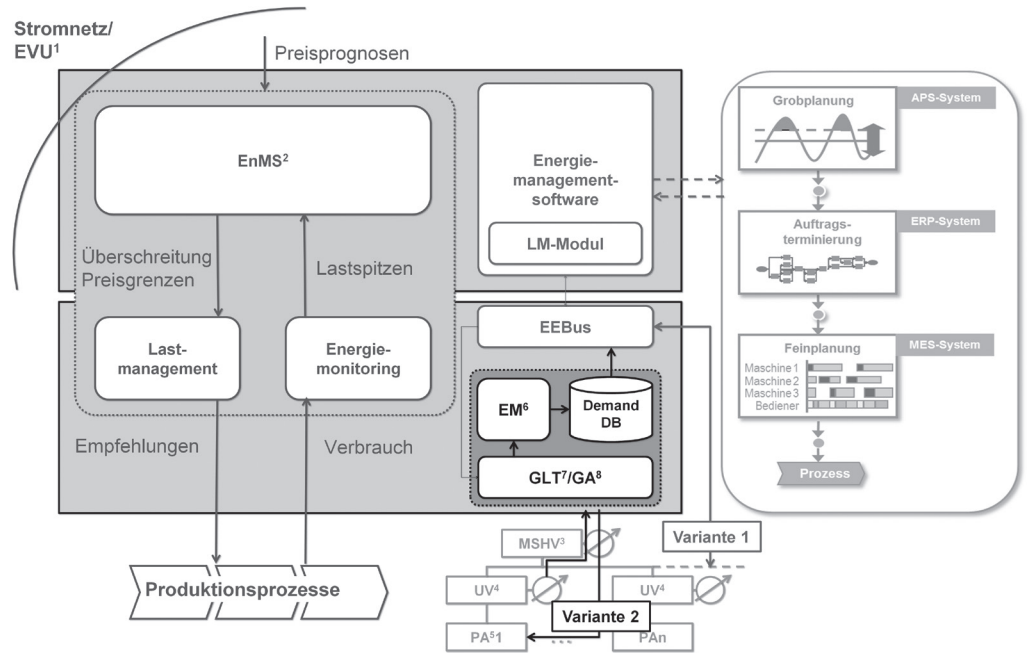 Stromnetz/
EVU¹
Preisprognosen
EnMS²
Überschreitung
Preisgrenzen
Lastspitzen
Last-
management
Energie-
monitoring
Empfehlungen
Verbrauch
Produktionsprozesse
Energie-
management-
software
LM-Modul
EEBus
EM⁶
Demand
DB
GLT⁷/GA⁸
MSHV³
Variante 1
UV⁴
UV⁴
Variante 2
PA⁵1
...
PAn
Grobplanung
APS-System
Auftrags-
terminierung
ERP-System
Feinplanung
MES-System
Maschine 1
Maschine 2
Maschine 3
Bediener
Prozess